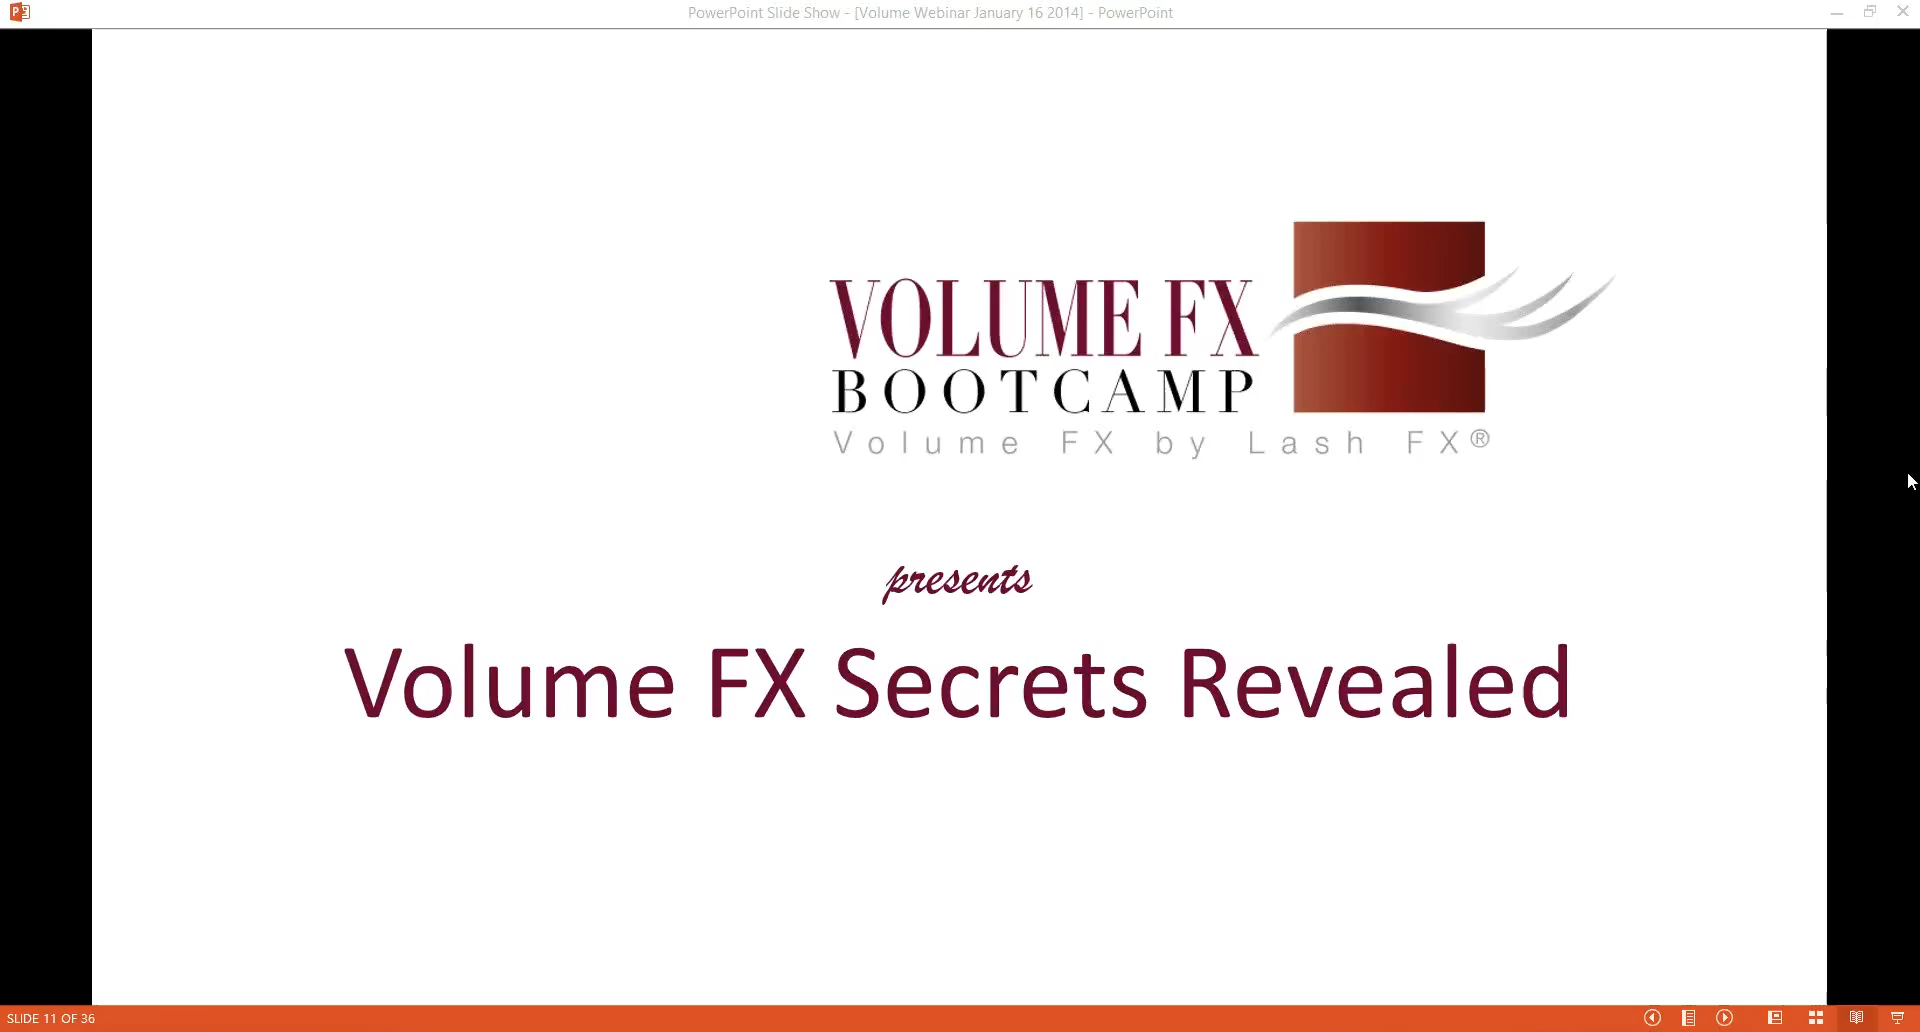 PowerPoint Slide Show - [Volume Webinar January 16 2014] - PowerPoint
VOLUME FX
BOOTCAMP
Volume FX by Lash FX®
presents
Volume FX Secrets Revealed
SLIDE 11 OF 36